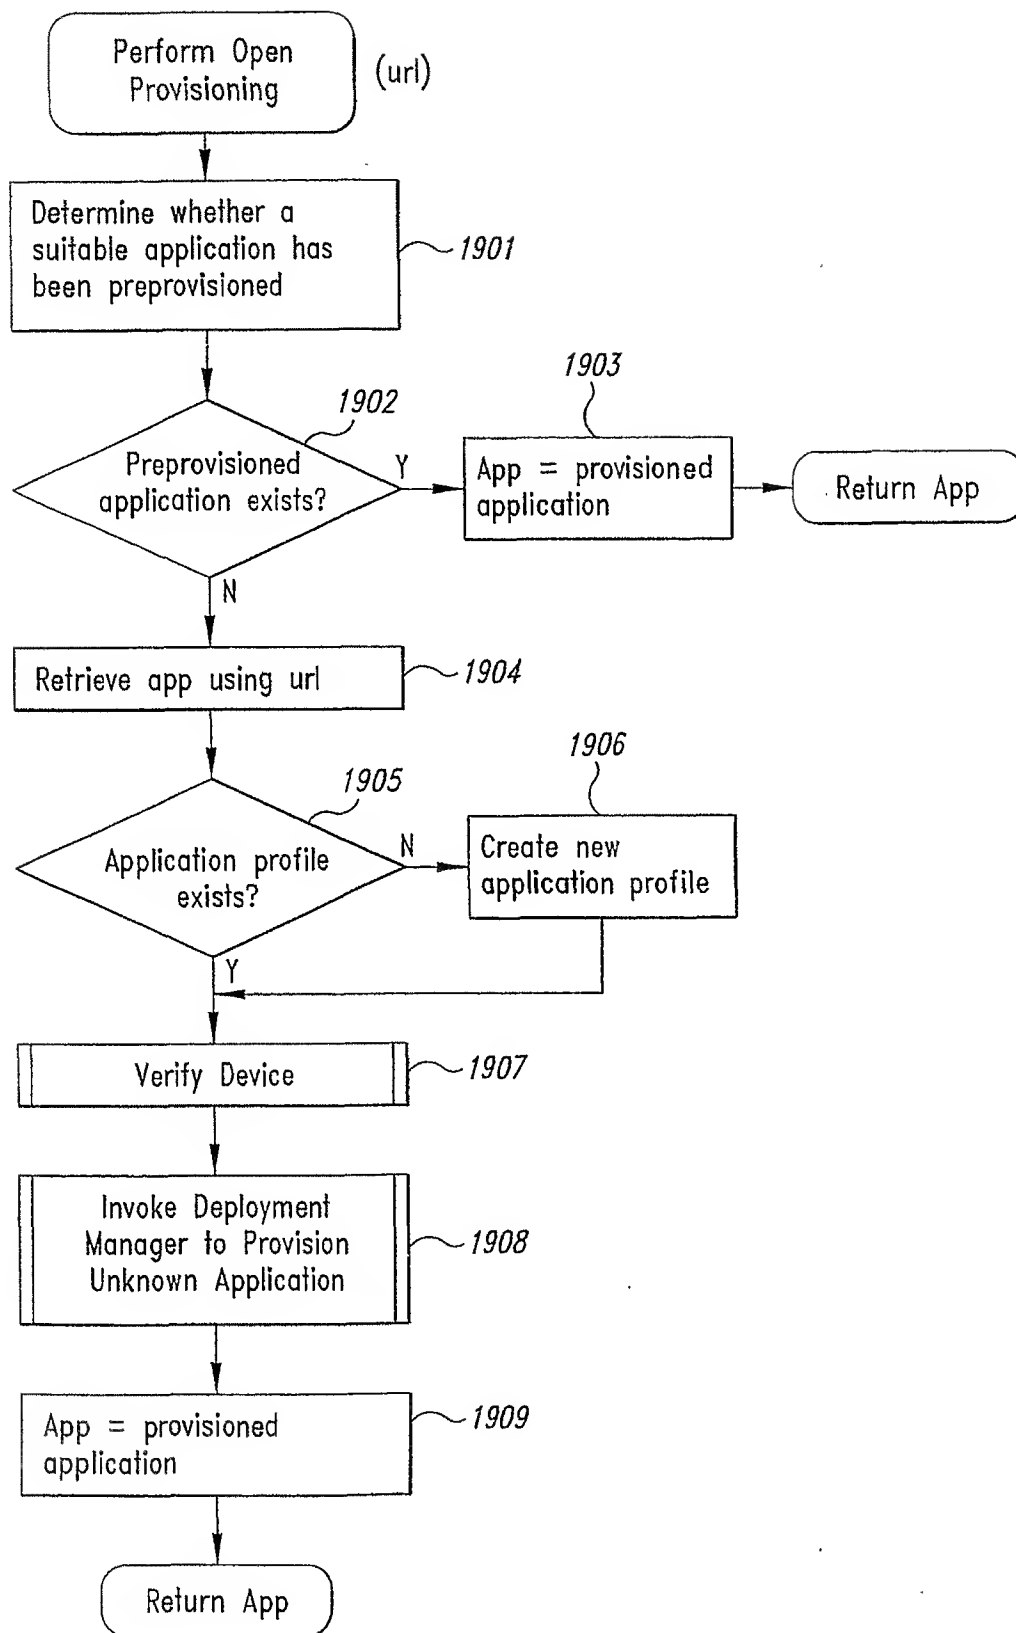 Perform Open
Provisioning
(url)
Determine whether a
suitable application has
been preprovisioned
1901
1902
Preprovisioned
application exists?
Y
1903
App = provisioned
application
Return App
N
Retrieve app using url
1904
1905
Application profile
exists?
N
1906
Create new
application profile
Y
Verify Device
1907
Invoke Deployment
Manager to Provision
Unknown Application
1908
App = provisioned
application
1909
Return App